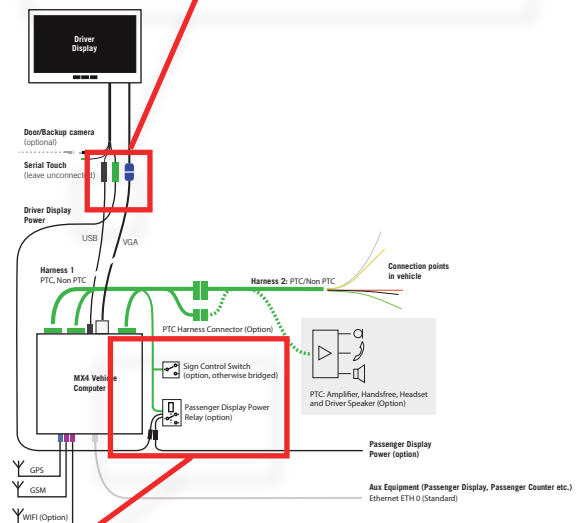 Driver
Display
Door/Backup camera
(optional)
Serial Touch
(leave unconnected)
Driver Display
Power
USB
VGA
Harness 1
PTC, Non PTC
Harness 2: PTC/Non PTC
Connection points
in vehicle
PTC Harness Connector (Option)
MX4 Vehicle
Computer
Sign Control Switch
(option, otherwise bridged)
Passenger Display Power
Relay (option)
PTC: Amplifier, Handsfree, Headset
and Driver Speaker (Option)
Passenger Display
Power (option)
GPS
GSM
WIFI (Option)
Aux Equipment (Passenger Display, Passenger Counter etc.)
Ethernet ETH 0 (Standard)